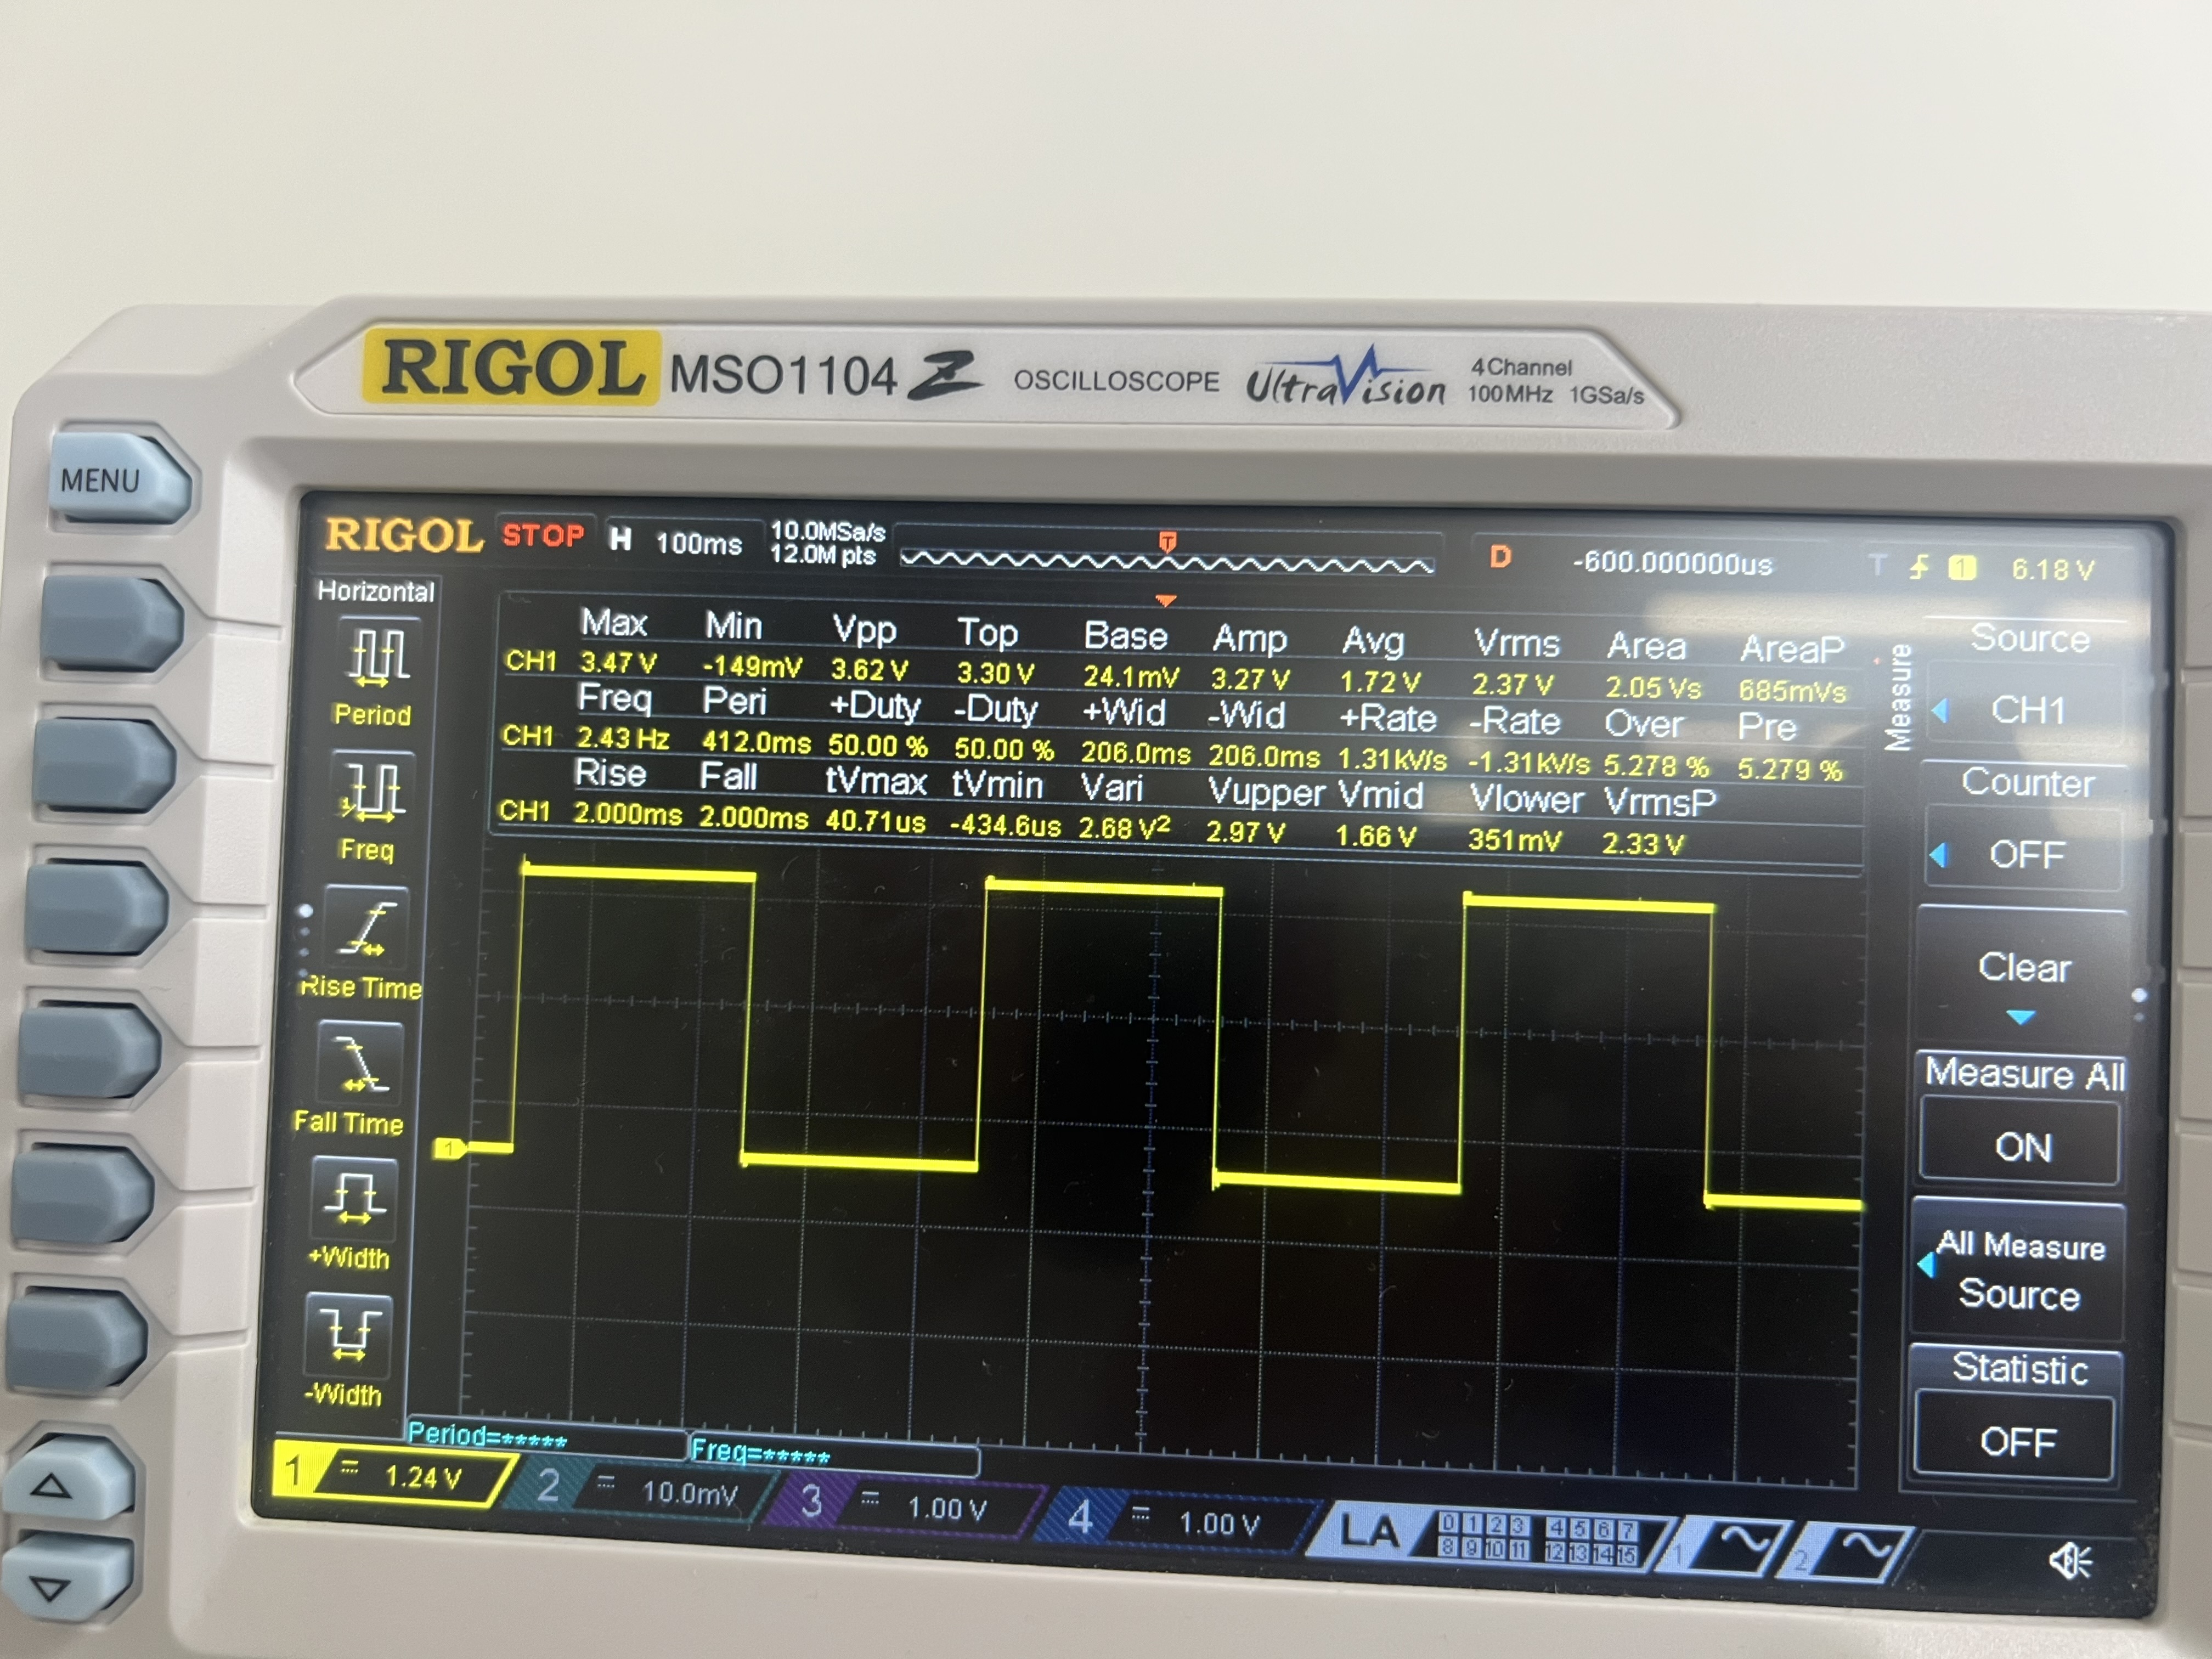 RIGOL MSO1104Z OSCILLOSCOPE UltraVision 4 Channel
100MHz 1GSa/s
MENU
RIGOL STOP H 100ms 10.0MSa/s
12.0M pts
T
D -600.000000us T 1 6.18 V
Horizontal
Period
Freq
Rise Time
Fall Time
+Width
-Width
Max Min Vpp Top Base Amp Avg Vrms Area AreaP
CH1 3.47 V -149mV 3.62 V 3.30 V 24.1mV 3.27 V 1.72 V 2.37 V 2.05 Vs 685mVs
Freq Peri +Duty -Duty +Wid -Wid +Rate -Rate Over Pre
CH1 2.43 Hz 412.0ms 50.00 % 50.00 % 206.0ms 206.0ms 1.31kV/s -1.31kV/s 5.278 % 5.279 %
Rise Fall tVmax tVmin Vari Vupper Vmid Vlower VrmsP
CH1 2.000ms 2.000ms 40.71us -434.6us 2.68 V² 2.97 V 1.66 V 351mV 2.33 V
1
Measure
Source
CH1
Counter
OFF
Clear
Measure All
ON
All Measure
Source
Statistic
OFF
Period=***** Freq=*****
1 1.24 V 2 10.0mV 3 1.00 V 4 1.00 V LA
0 1 2 3 4 5 6 7
8 9 10 11 12 13 14 15
1 2